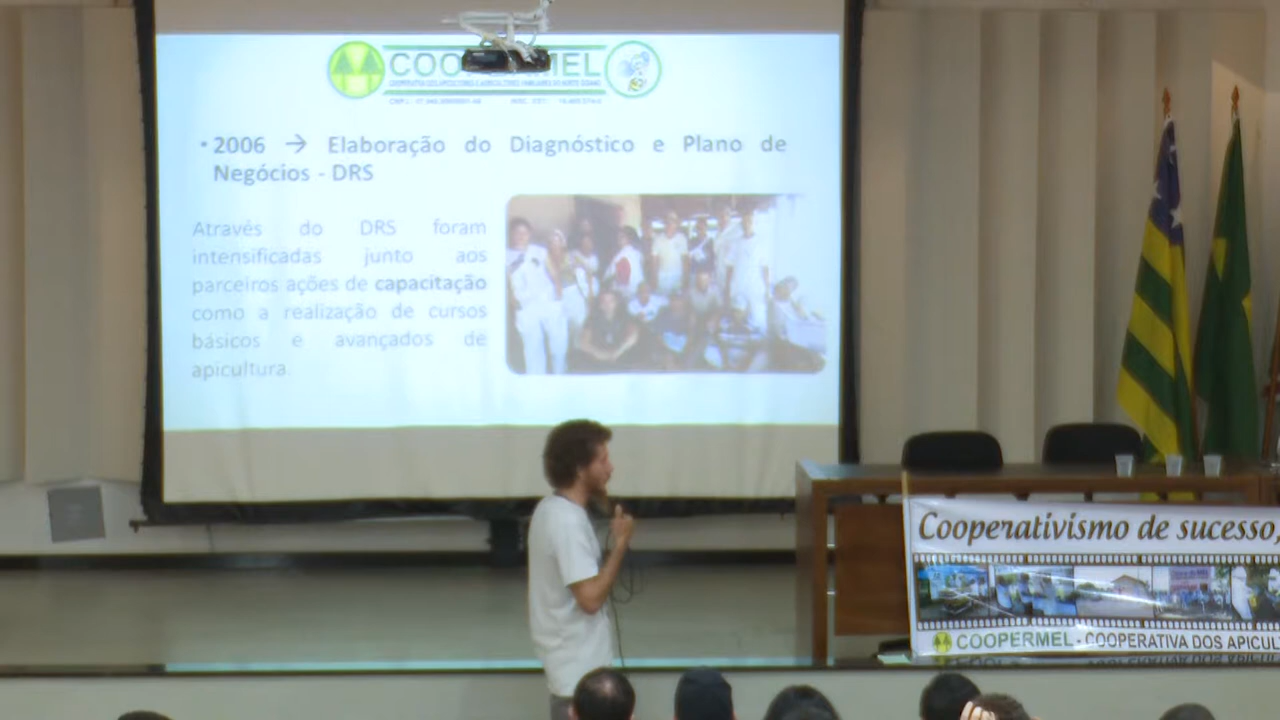 COOPERMEL
• 2006 → Elaboração do Diagnóstico e Plano de
Negócios - DRS
Através do DRS foram
intensificadas junto aos
parceiros ações de capacitação
como a realização de cursos
básicos e avançados de
apicultura.
Cooperativismo de sucesso,
COOPERMEL - COOPERATIVA DOS APICUL